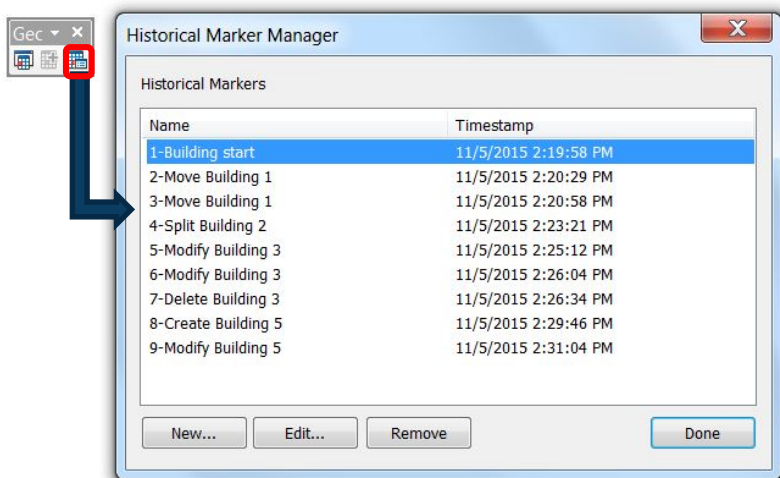 Gec
Historical Marker Manager
X
Historical Markers
Name Timestamp
1-Building start 11/5/2015 2:19:58 PM
2-Move Building 1 11/5/2015 2:20:29 PM
3-Move Building 1 11/5/2015 2:20:58 PM
4-Split Building 2 11/5/2015 2:23:21 PM
5-Modify Building 3 11/5/2015 2:25:12 PM
6-Modify Building 3 11/5/2015 2:26:04 PM
7-Delete Building 3 11/5/2015 2:26:34 PM
8-Create Building 5 11/5/2015 2:29:46 PM
9-Modify Building 5 11/5/2015 2:31:04 PM
New... Edit... Remove Done